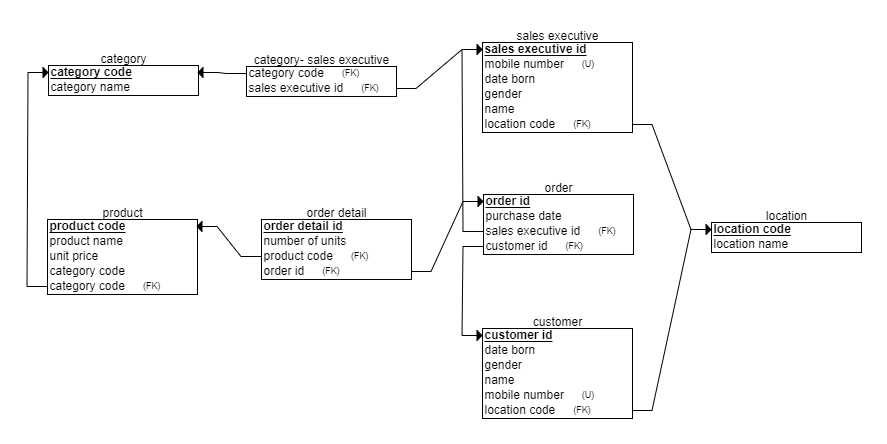 category
category code
category name
category- sales executive
category code (FK)
sales executive id (FK)
sales executive
sales executive id
mobile number (U)
date born
gender
name
location code (FK)
product
product code
product name
unit price
category code
category code (FK)
order detail
order detail id
number of units
product code (FK)
order id (FK)
order
order id
purchase date
sales executive id (FK)
customer id (FK)
location
location code
location name
customer
customer id
date born
gender
name
mobile number (U)
location code (FK)